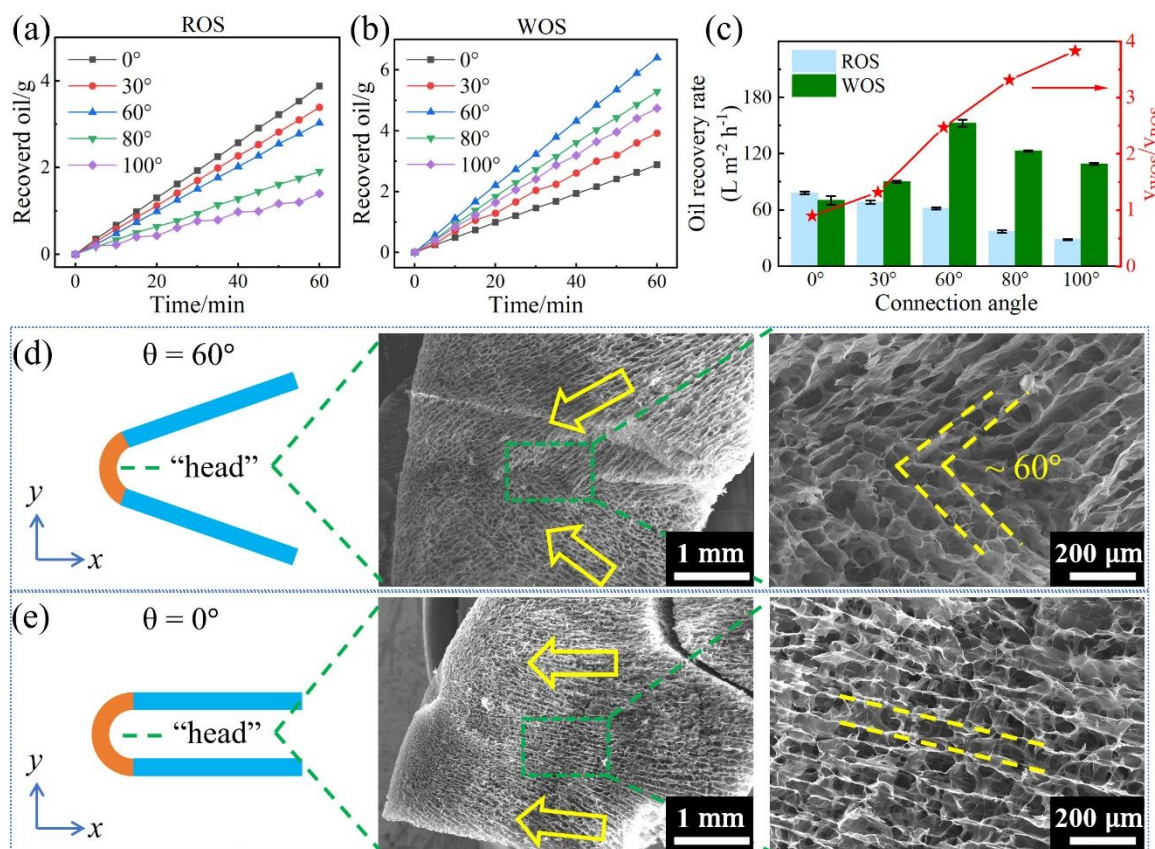 (a)
ROS
Recoverd oil/g
4
2
0
0°
30°
60°
80°
100°
0 20 40 60
Time/min
(b)
WOS
Recoverd oil/g
6
4
2
0
0°
30°
60°
80°
100°
0 20 40 60
Time/min
(c)
Oil recovery rate
(L m⁻² h⁻¹)
180
120
60
0
ROS
WOS
4
3
2
1
0
v_WOS/v_ROS
0° 30° 60° 80° 100°
Connection angle
(d)
θ = 60°
“head”
y
x
1 mm
~ 60°
200 μm
(e)
θ = 0°
“head”
y
x
1 mm
200 μm